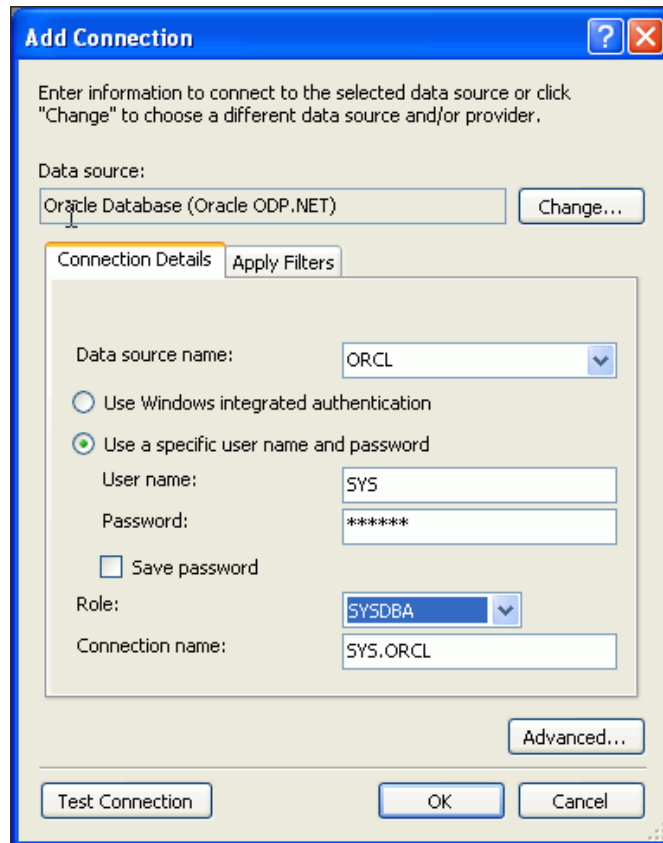 Add Connection
Enter information to connect to the selected data source or click
"Change" to choose a different data source and/or provider.
Data source:
Oracle Database (Oracle ODP.NET)
Change...
Connection Details
Apply Filters
Data source name:
ORCL
Use Windows integrated authentication
Use a specific user name and password
User name:
SYS
Password:
******
Save password
Role:
SYSDBA
Connection name:
SYS.ORCL
Advanced...
Test Connection
OK
Cancel